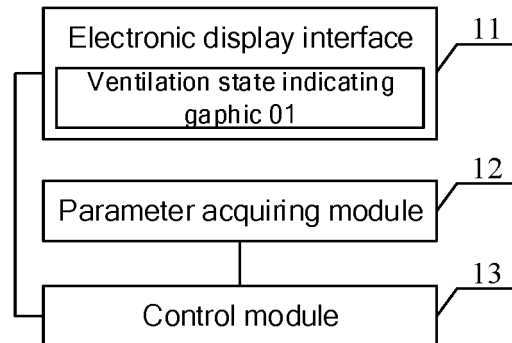 Electronic display interface
11
Ventilation state indicating
gaphic 01
12
Parameter acquiring module
13
Control module